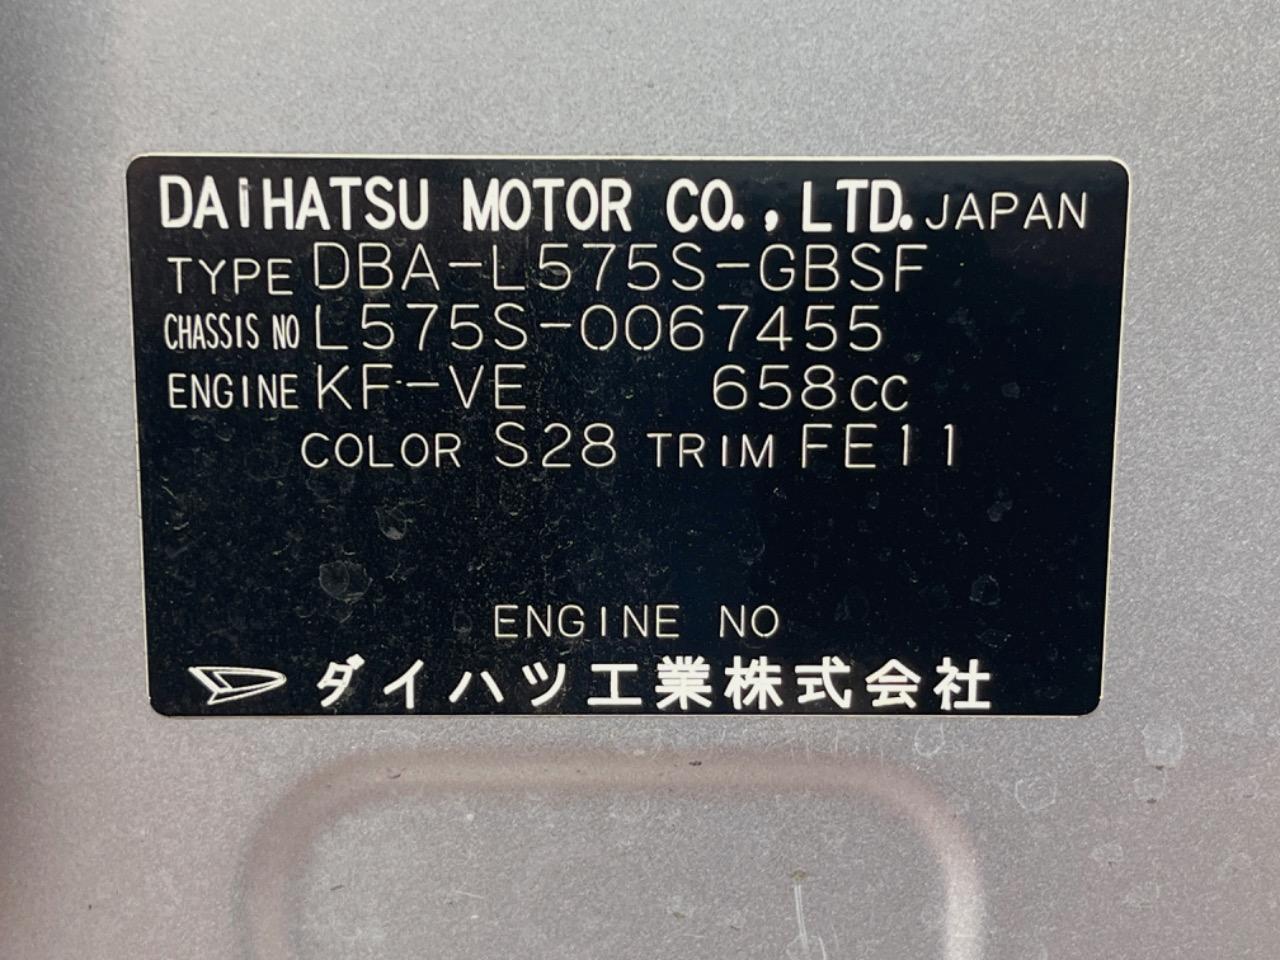 DAiHATSU MOTOR CO., LTD. JAPAN
TYPE DBA-L575S-GBSF
CHASSIS NO L575S-0067455
ENGINE KF-VE 658cc
COLOR S28 TRIM FE11
ENGINE NO
ダイハツ工業株式会社